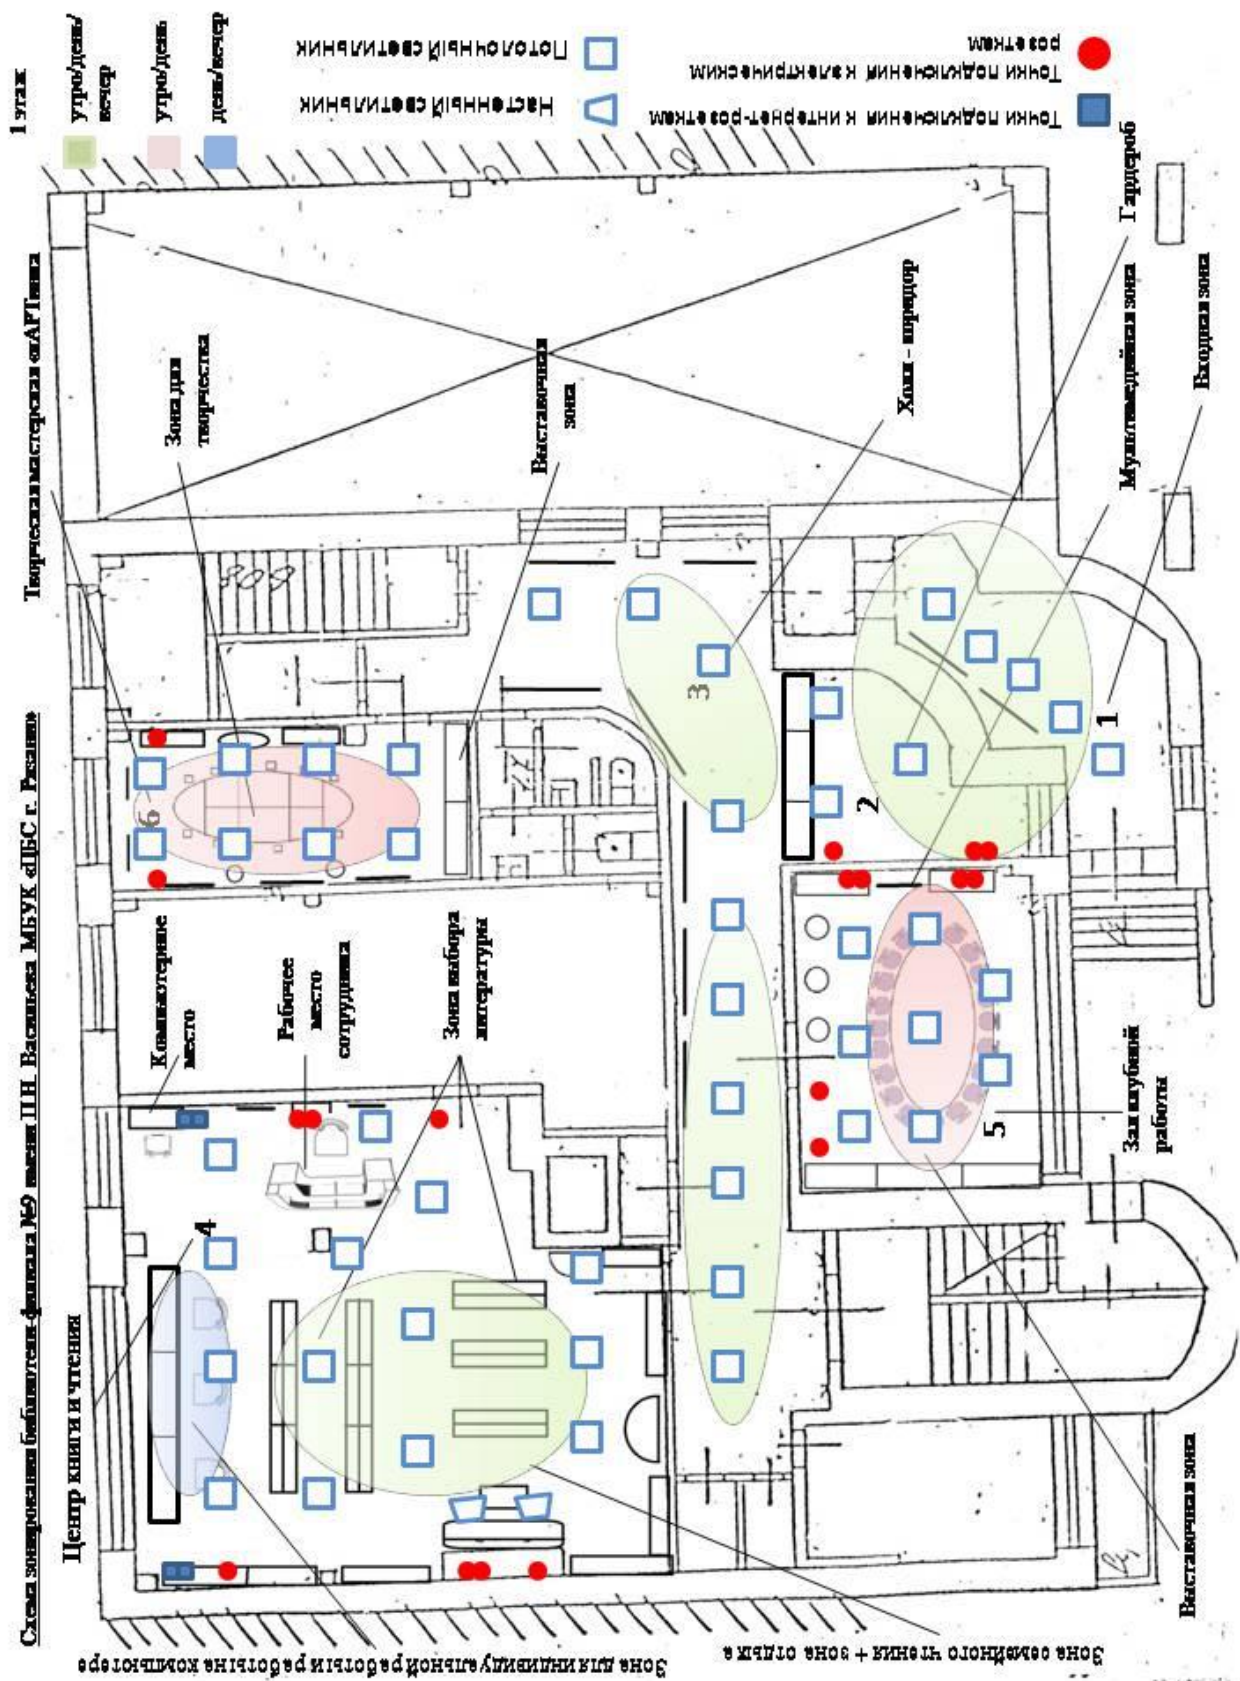 Схема зонирования библиотеки-филиала №9 имени П.Н. Васильева МБУК «ЦБС г. Рязани»
1 этаж
утро/день/
вечер
утро/день
день/вечер
Потолочный светильник
Настенный светильник
Точки подключения к электрическим
розеткам
Точки подключения к интернет-розеткам
Творческая мастерская «АРТишка
Зона для
творчества
Выставочная
зона
Холл – коридор
Гардероб
Мультимедийная зона
Входная зона
Компьютерное
место
Рабочее
место
сотрудника
Зона выбора
литературы
Центр книги и чтения
Зал клубной
работы
Выставочная зона
Зона для индивидуальной работы и работы на компьютере
Зона семейного чтения + зона отдыха
1
2
3
4
5
6